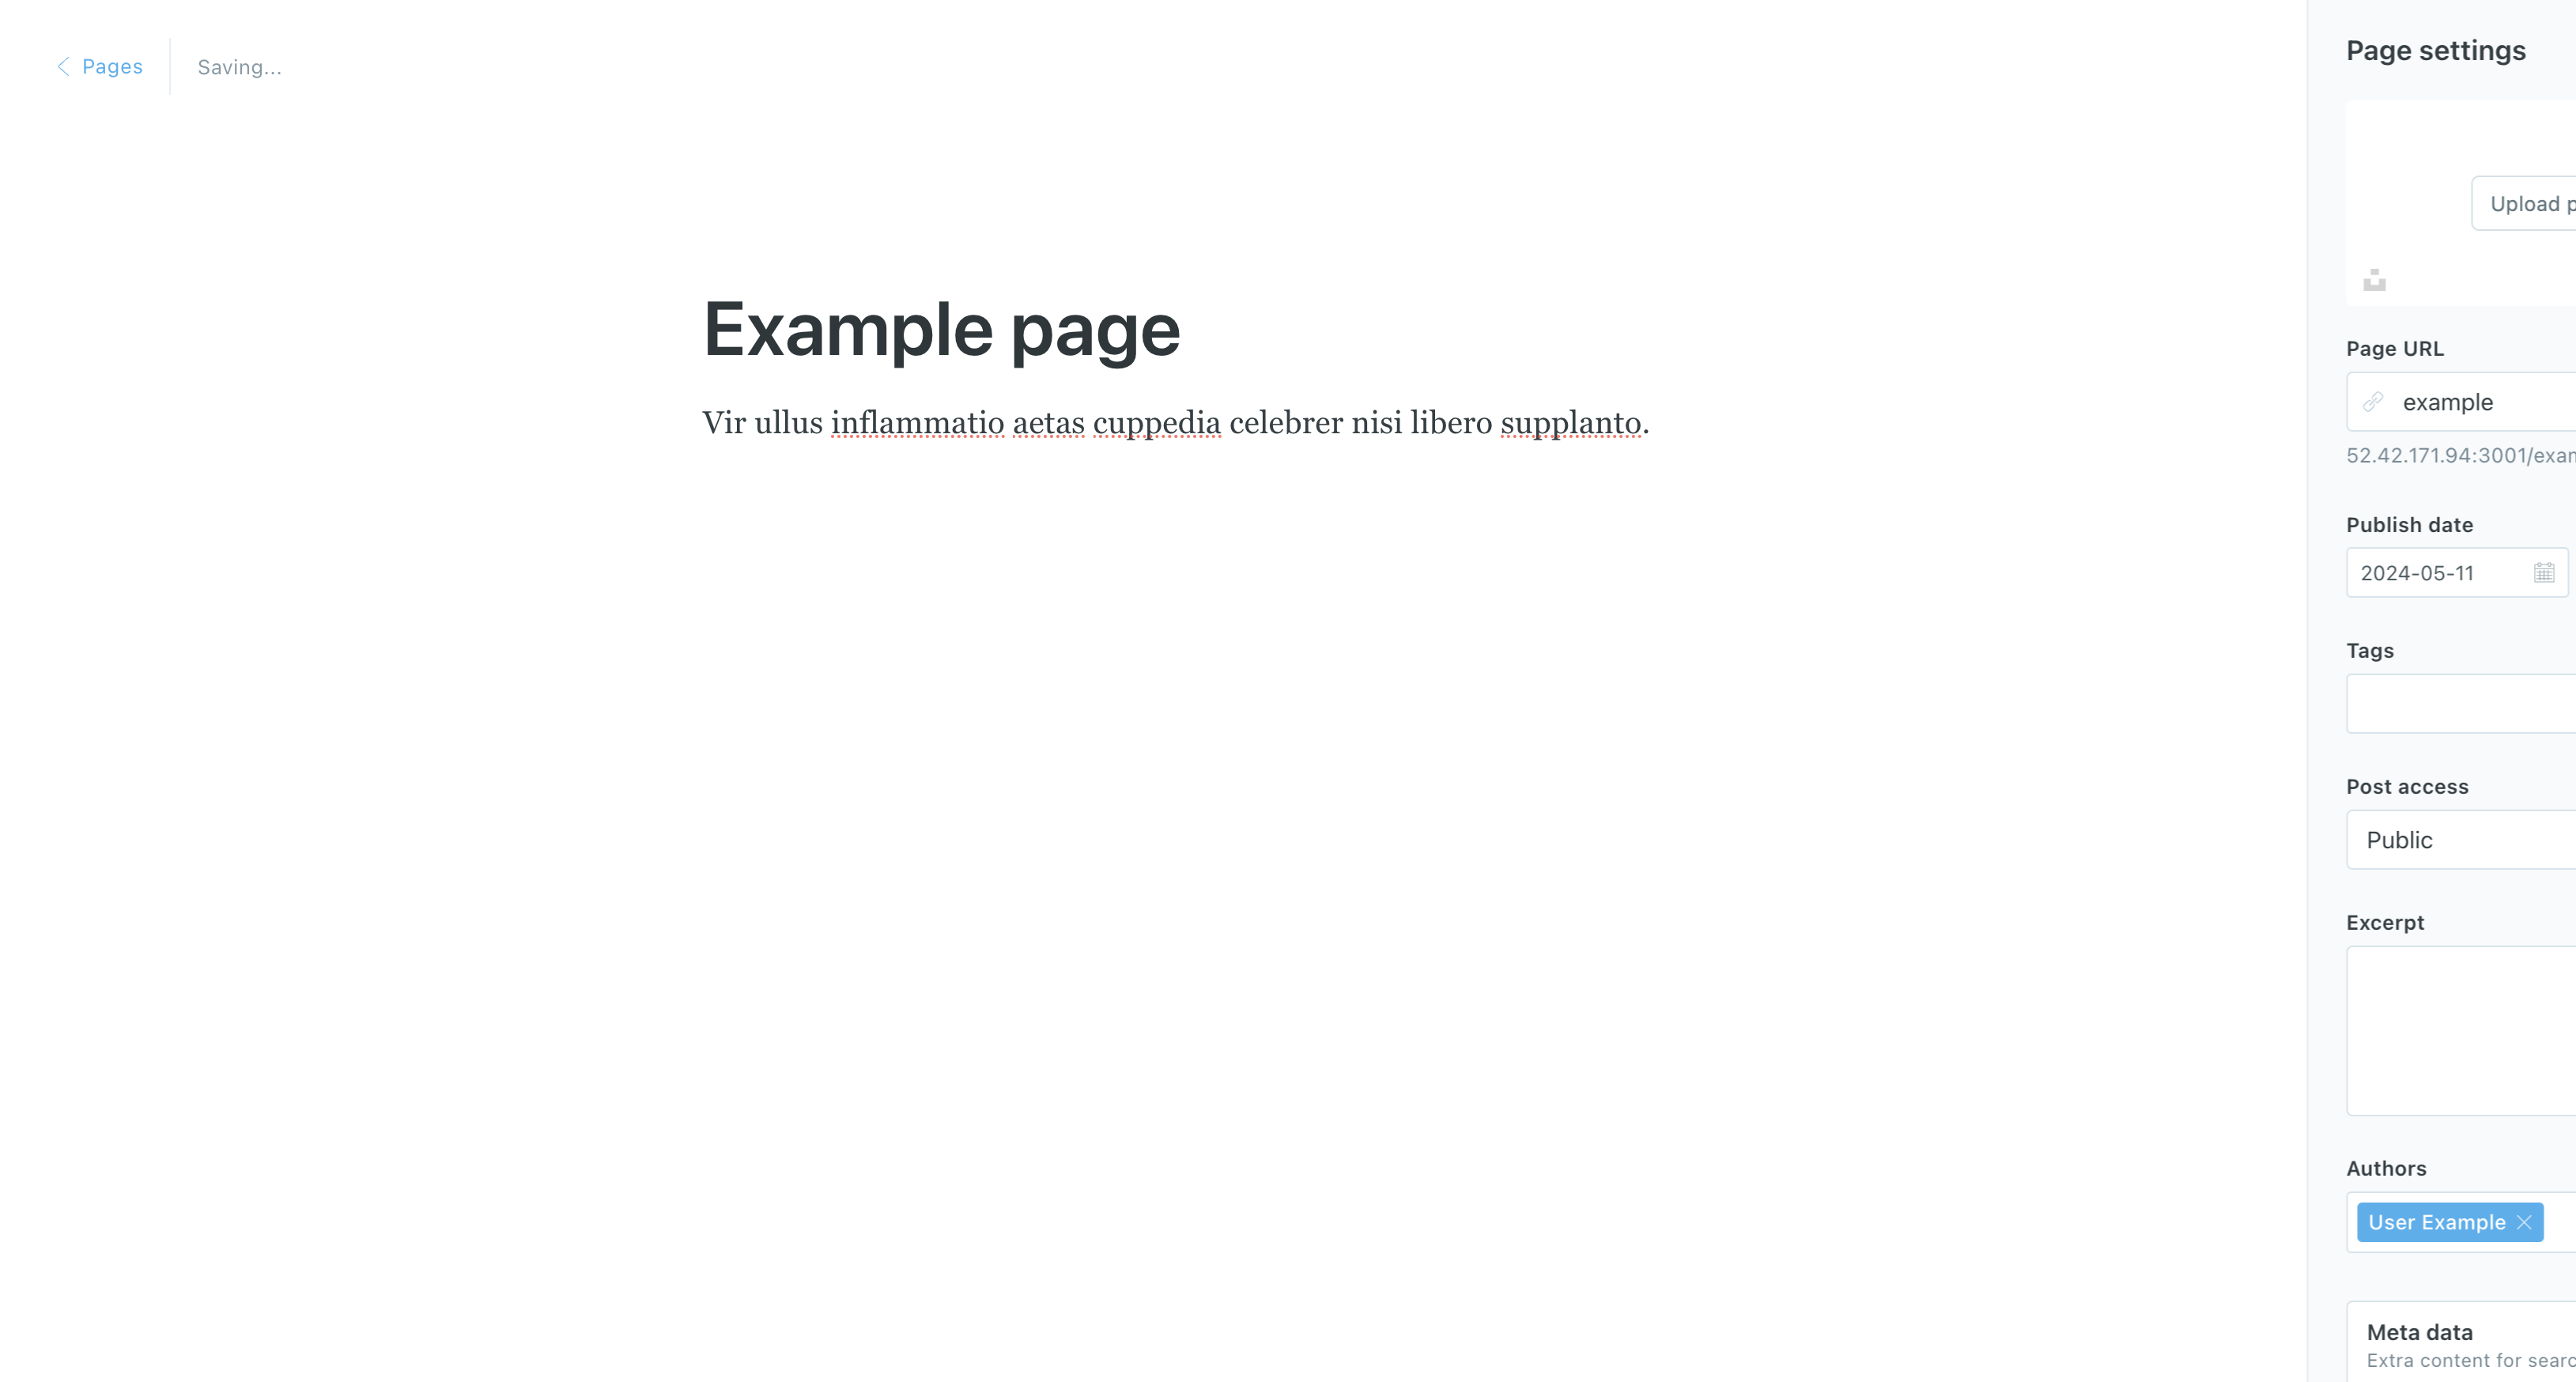 Pages
Saving...
Example page
Vir ullus inflammatio aetas cuppedia celebrer nisi libero supplanto.
Page settings
Upload p
Page URL
example
52.42.171.94:3001/exam
Publish date
2024-05-11
Tags
Post access
Public
Excerpt
Authors
User Example
Meta data
Extra content for searc